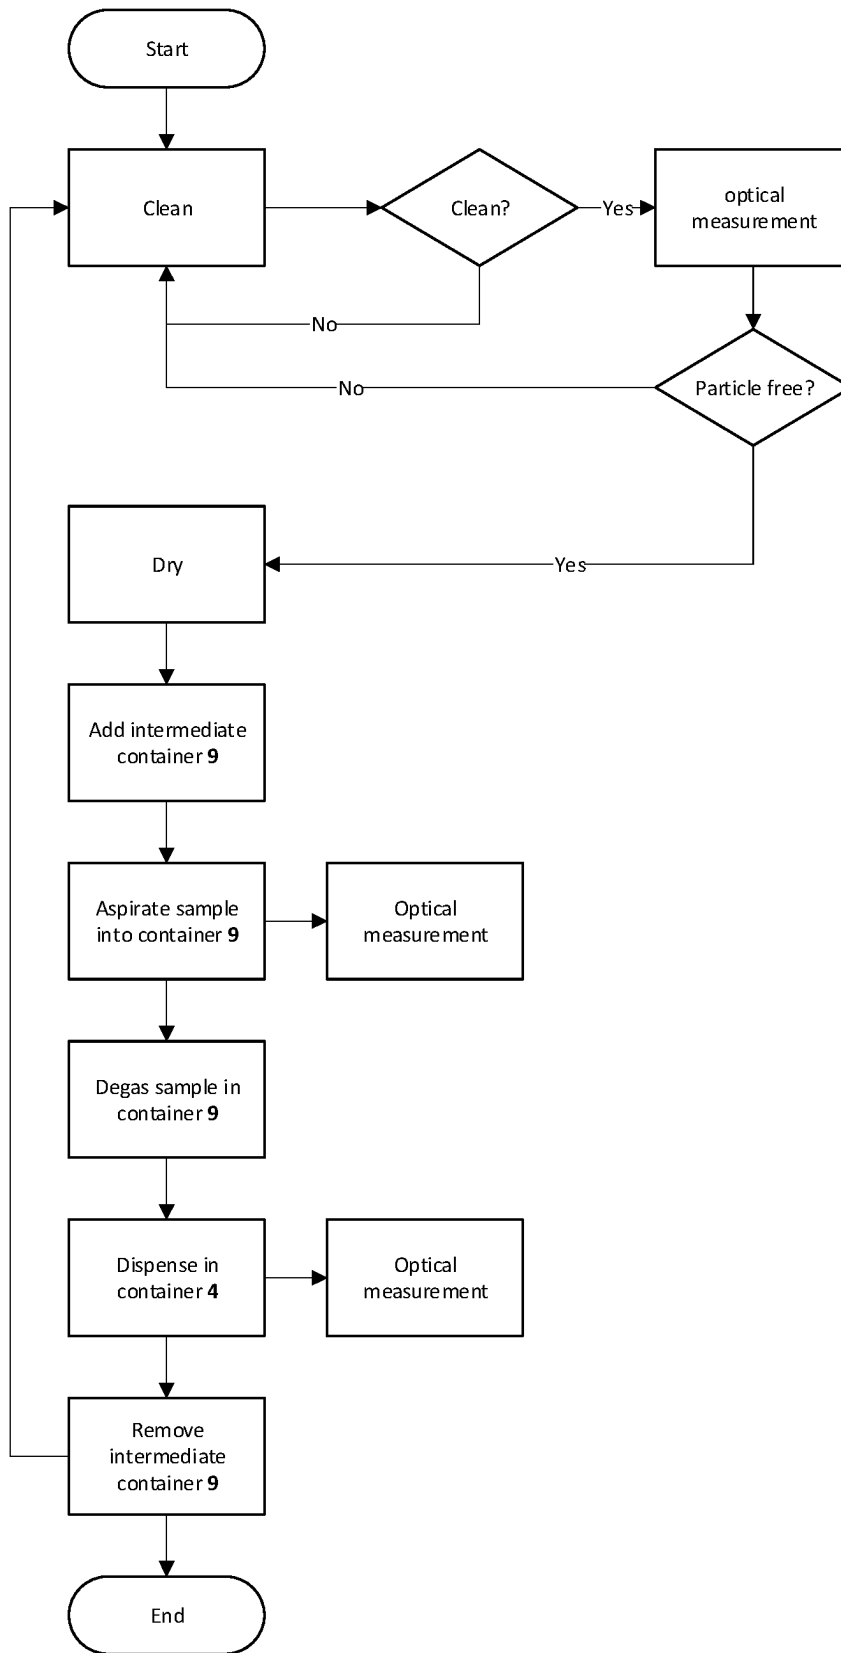 Start
Clean
Clean?
Yes
optical
measurement
No
Particle free?
No
Dry
Yes
Add intermediate
container 9
Aspirate sample
into container 9
Optical
measurement
Degas sample in
container 9
Dispense in
container 4
Optical
measurement
Remove
intermediate
container 9
End